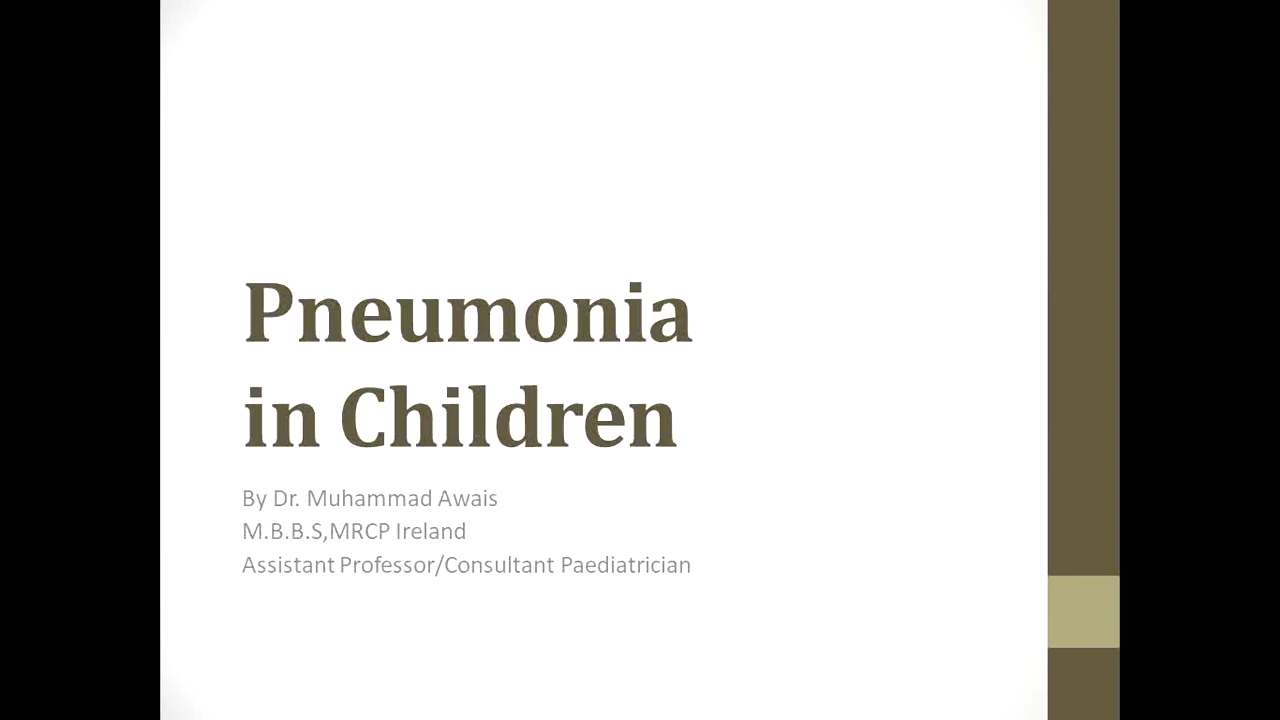 Pneumonia
in Children
By Dr. Muhammad Awais
M.B.B.S,MRCP Ireland
Assistant Professor/Consultant Paediatrician